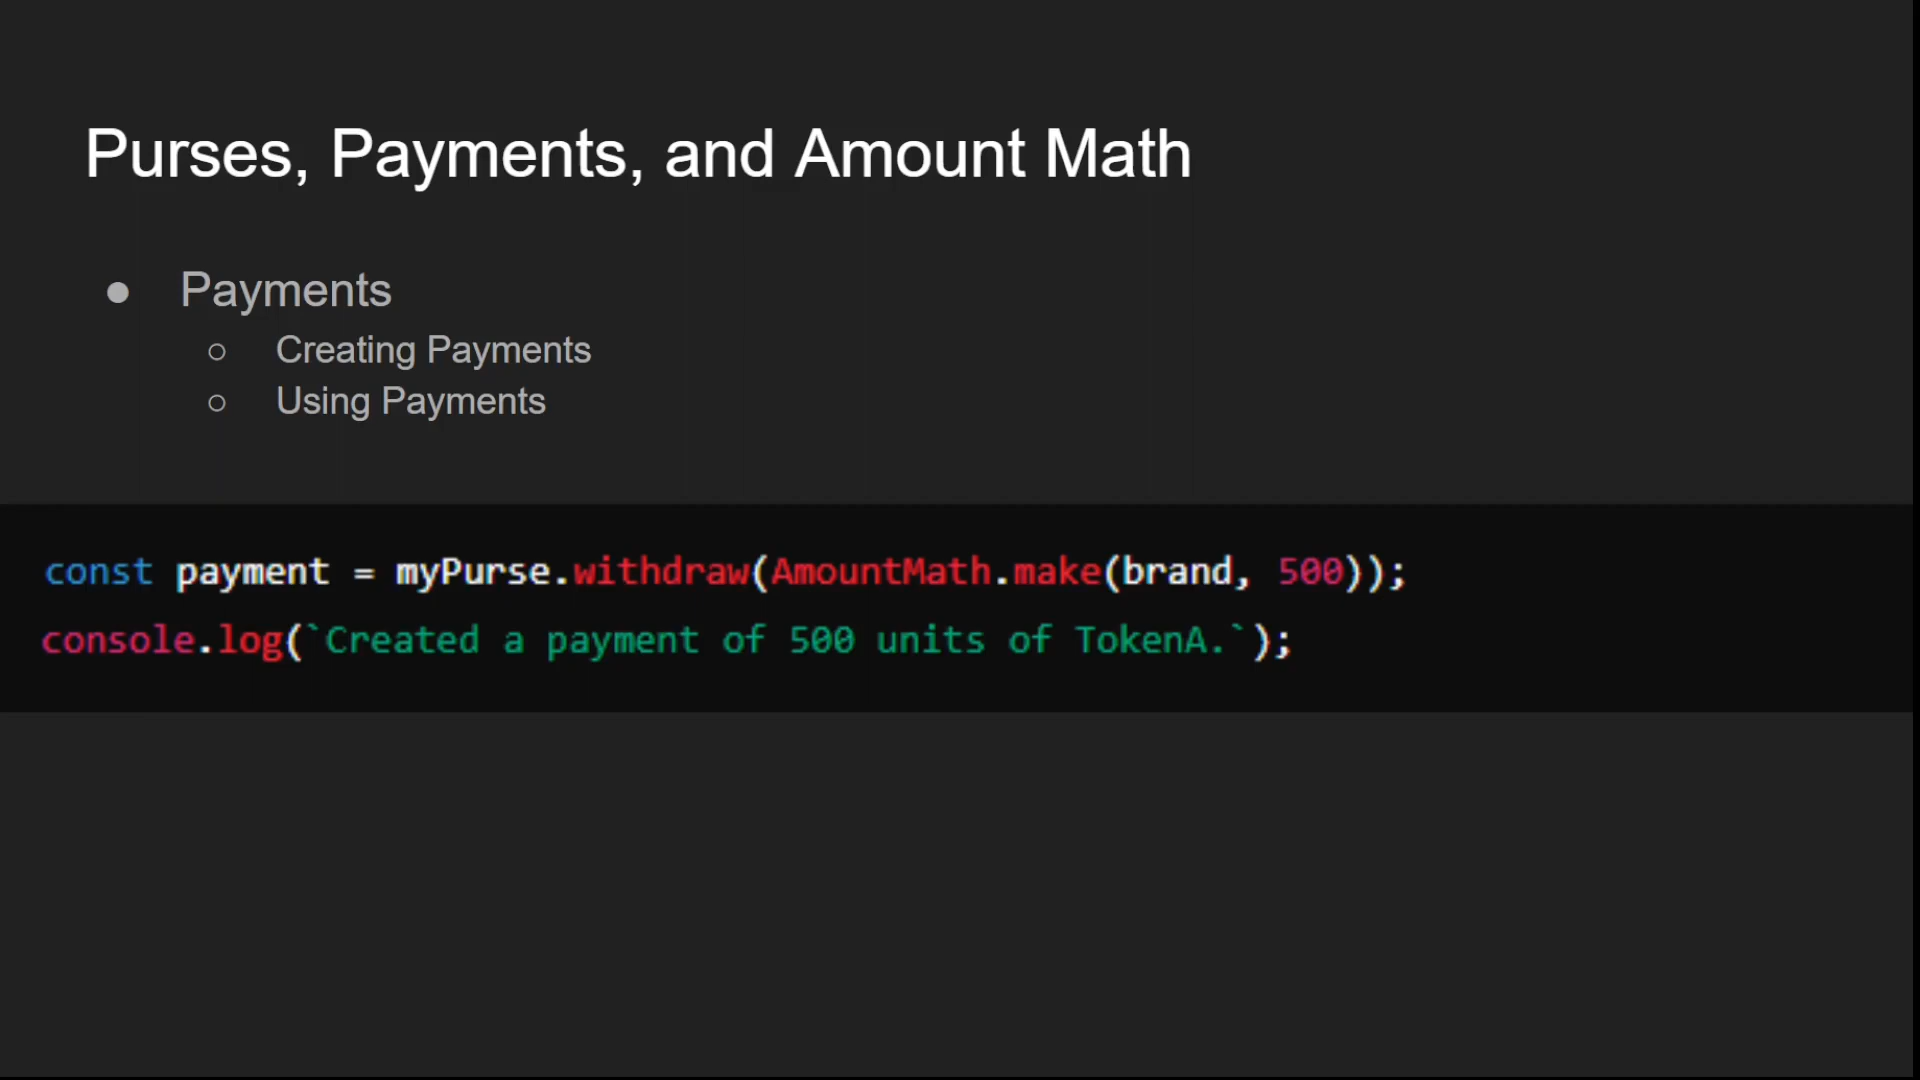 Purses, Payments, and Amount Math
● Payments
○ Creating Payments
○ Using Payments
const payment = myPurse.withdraw(AmountMath.make(brand, 500));
console.log(`Created a payment of 500 units of TokenA.`);